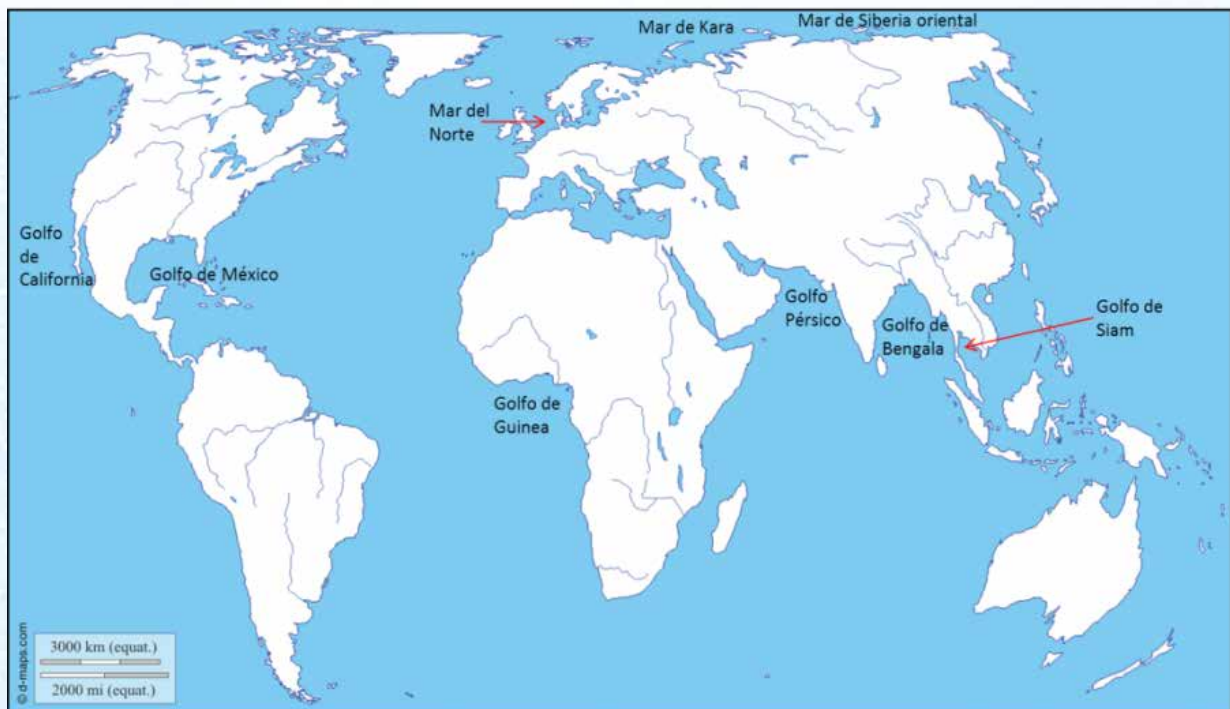 Mar de Kara
Mar de Siberia oriental
Mar del
Norte
Golfo
de
California
Golfo de México
Golfo
Pérsico
Golfo de
Bengala
Golfo de
Siam
Golfo de
Guinea
3000 km (equat.)
2000 mi (equat.)
© d-maps.com